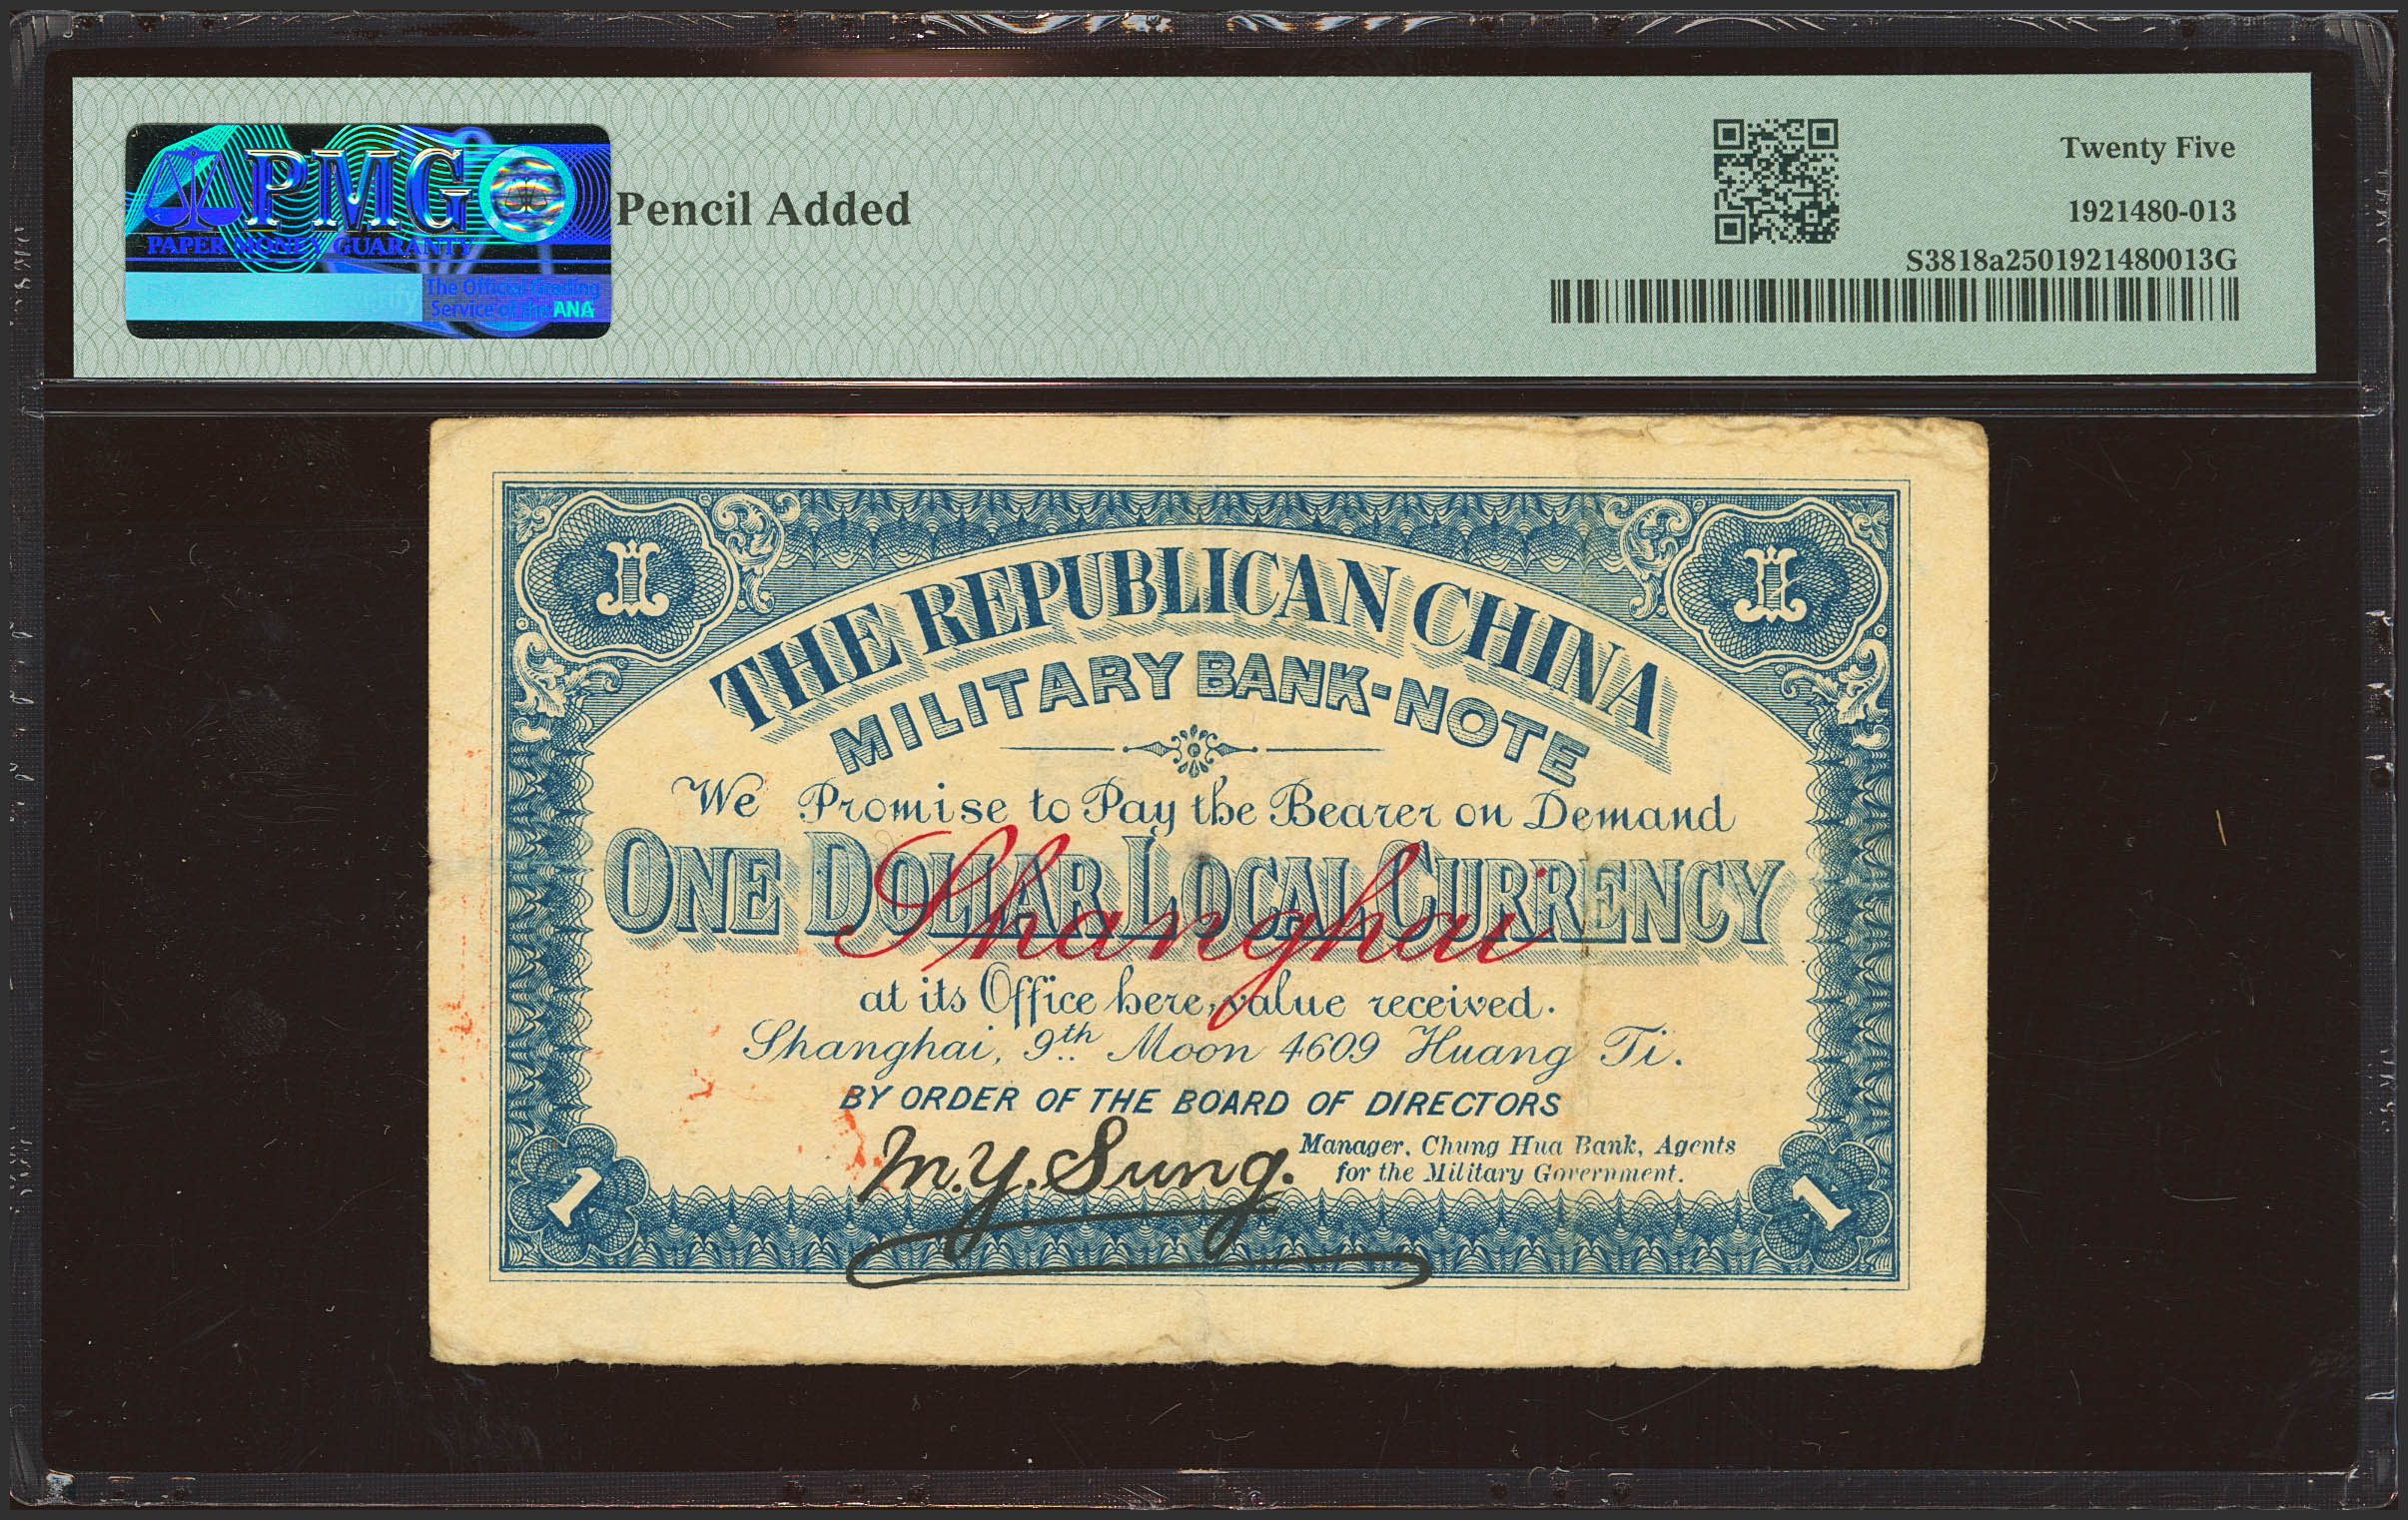 PMG
PAPER MONEY GUARANTY
The Official Grading
Service of the ANA
Pencil Added
Twenty Five
1921480-013
S3818a2501921480013G
1 1
THE REPUBLICAN CHINA
MILITARY BANK-NOTE
We Promise to Pay the Bearer on Demand
ONE DOLLAR LOCAL CURRENCY
Shanghai
at its Office here, value received.
Shanghai, 9th Moon 4609 Huang Ti.
BY ORDER OF THE BOARD OF DIRECTORS
M.Y. Sung.
Manager, Chung Hua Bank, Agents
for the Military Government.
1 1